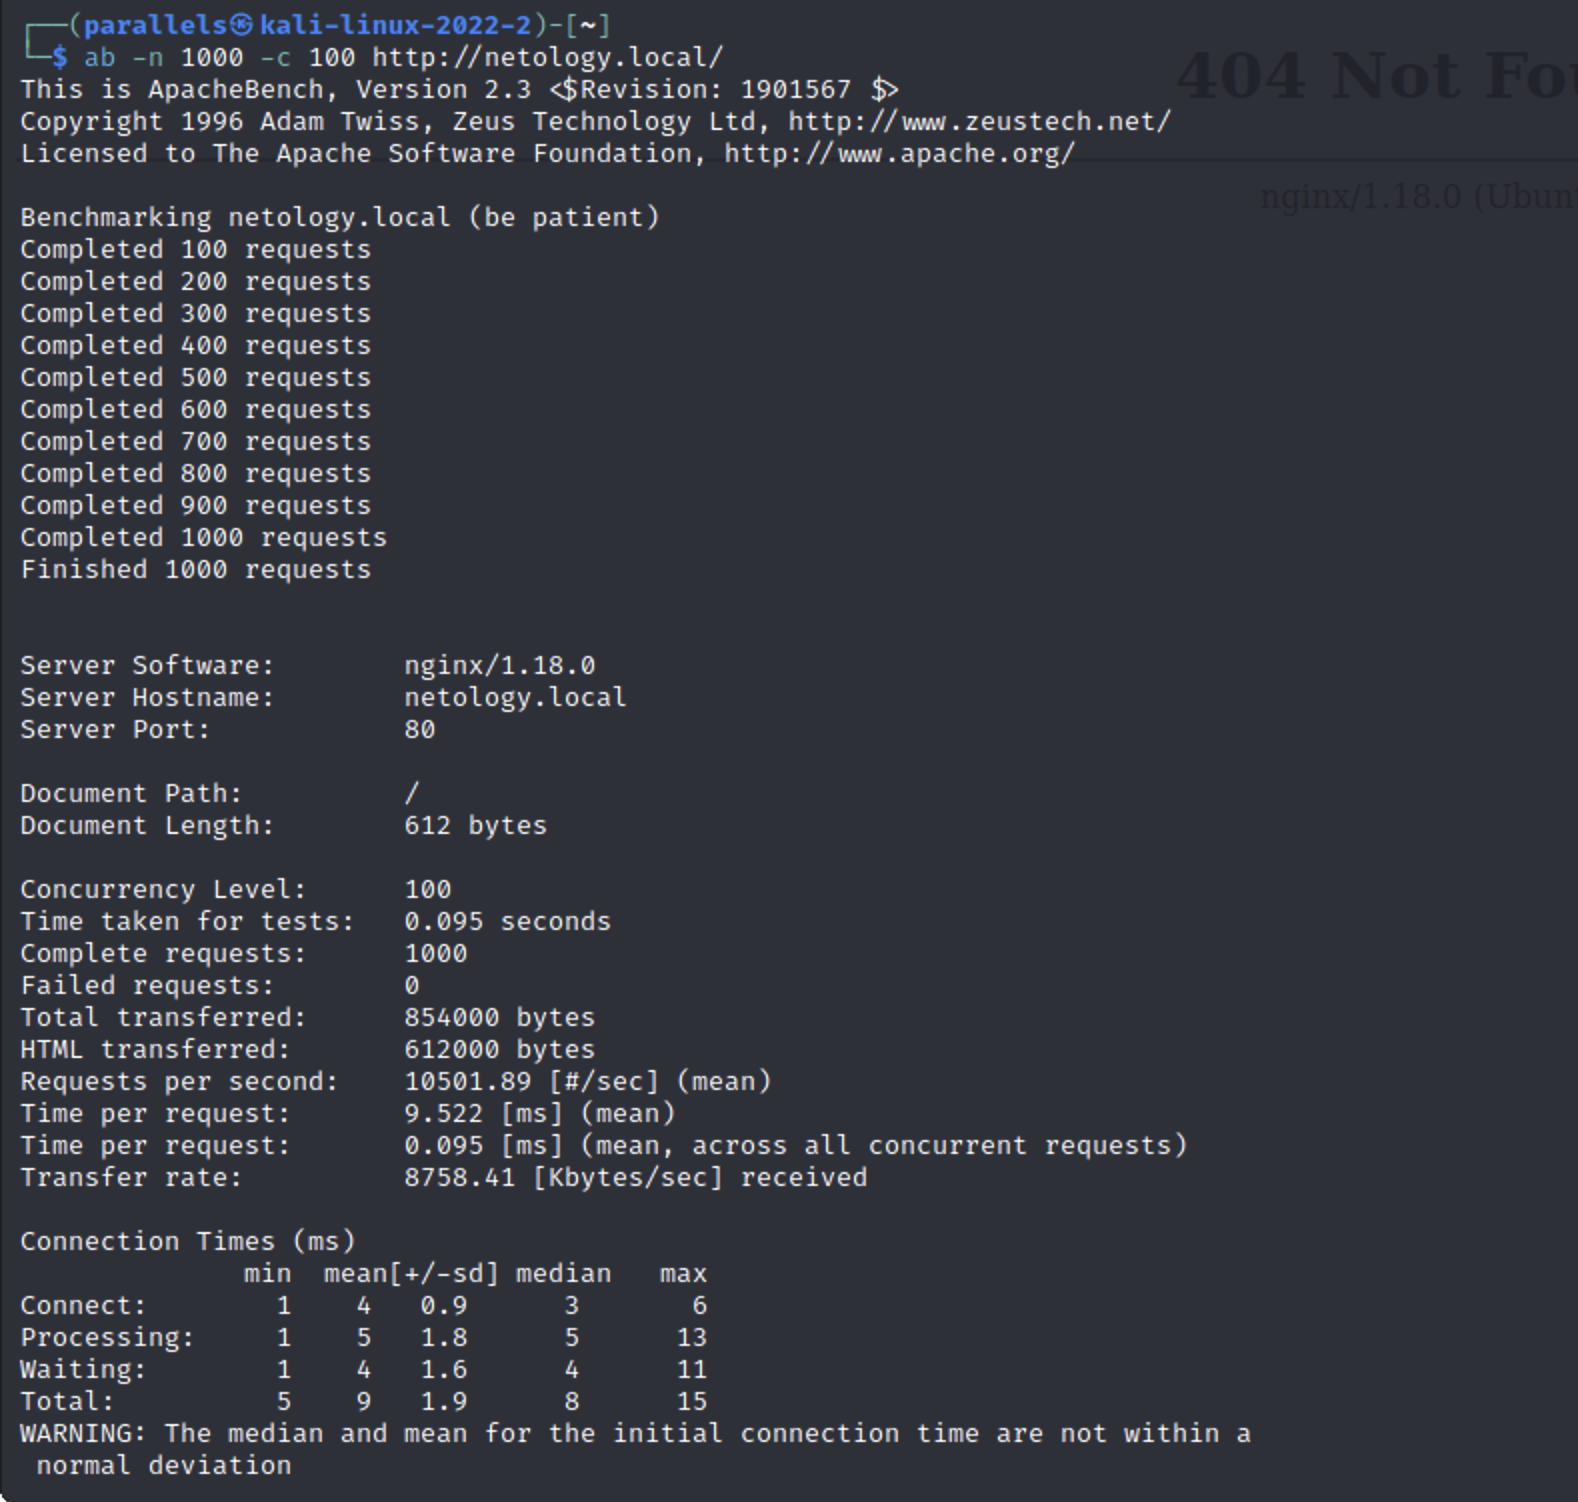 ┌──(parallels㉿kali-linux-2022-2)-[~]
└─$ ab -n 1000 -c 100 http://netology.local/
This is ApacheBench, Version 2.3 <$Revision: 1901567 $>
Copyright 1996 Adam Twiss, Zeus Technology Ltd, http://www.zeustech.net/
Licensed to The Apache Software Foundation, http://www.apache.org/
404 Not Fou
nginx/1.18.0 (Ubun
Benchmarking netology.local (be patient)
Completed 100 requests
Completed 200 requests
Completed 300 requests
Completed 400 requests
Completed 500 requests
Completed 600 requests
Completed 700 requests
Completed 800 requests
Completed 900 requests
Completed 1000 requests
Finished 1000 requests
Server Software:        nginx/1.18.0
Server Hostname:        netology.local
Server Port:            80
Document Path:          /
Document Length:        612 bytes
Concurrency Level:      100
Time taken for tests:   0.095 seconds
Complete requests:      1000
Failed requests:        0
Total transferred:      854000 bytes
HTML transferred:       612000 bytes
Requests per second:    10501.89 [#/sec] (mean)
Time per request:       9.522 [ms] (mean)
Time per request:       0.095 [ms] (mean, across all concurrent requests)
Transfer rate:          8758.41 [Kbytes/sec] received
Connection Times (ms)
              min  mean[+/-sd] median   max
Connect:        1    4   0.9      3       6
Processing:     1    5   1.8      5      13
Waiting:        1    4   1.6      4      11
Total:          5    9   1.9      8      15
WARNING: The median and mean for the initial connection time are not within a
 normal deviation